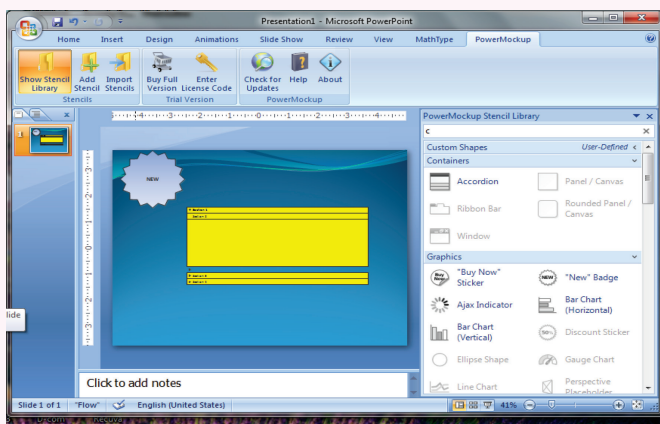 Presentation1 - Microsoft PowerPoint
Home Insert Design Animations Slide Show Review View MathType PowerMockup
Show Stencil Library
Add Stencil
Import Stencils
Buy Full Version
Enter License Code
Check for Updates
Help
About
Stencils Trial Version PowerMockup
PowerMockup Stencil Library
c
Custom Shapes User-Defined
Containers
Accordion
Panel / Canvas
Ribbon Bar
Rounded Panel / Canvas
Window
Graphics
"Buy Now" Sticker
"New" Badge
Ajax Indicator
Bar Chart (Horizontal)
Bar Chart (Vertical)
Discount Sticker
Ellipse Shape
Gauge Chart
Line Chart
Perspective Placeholder
1
NEW
lide
Click to add notes
Slide 1 of 1 "Flow" English (United States) 41%